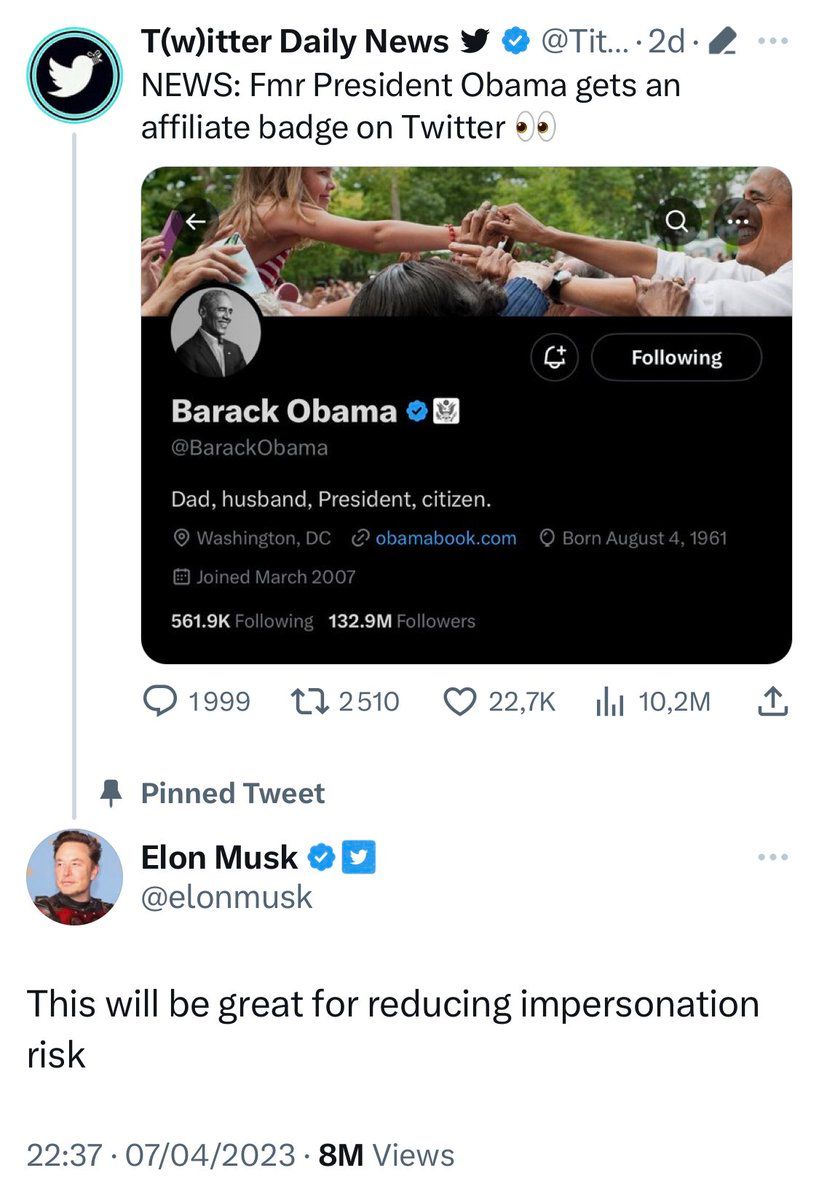 T(w)itter Daily News @Tit... · 2d ·
NEWS: Fmr President Obama gets an
affiliate badge on Twitter 👀
Following
Barack Obama
@BarackObama
Dad, husband, President, citizen.
Washington, DC obamabook.com Born August 4, 1961
Joined March 2007
561.9K Following 132.9M Followers
1999 2510 22,7K 10,2M
Pinned Tweet
Elon Musk
@elonmusk
This will be great for reducing impersonation
risk
22:37 · 07/04/2023 · 8M Views